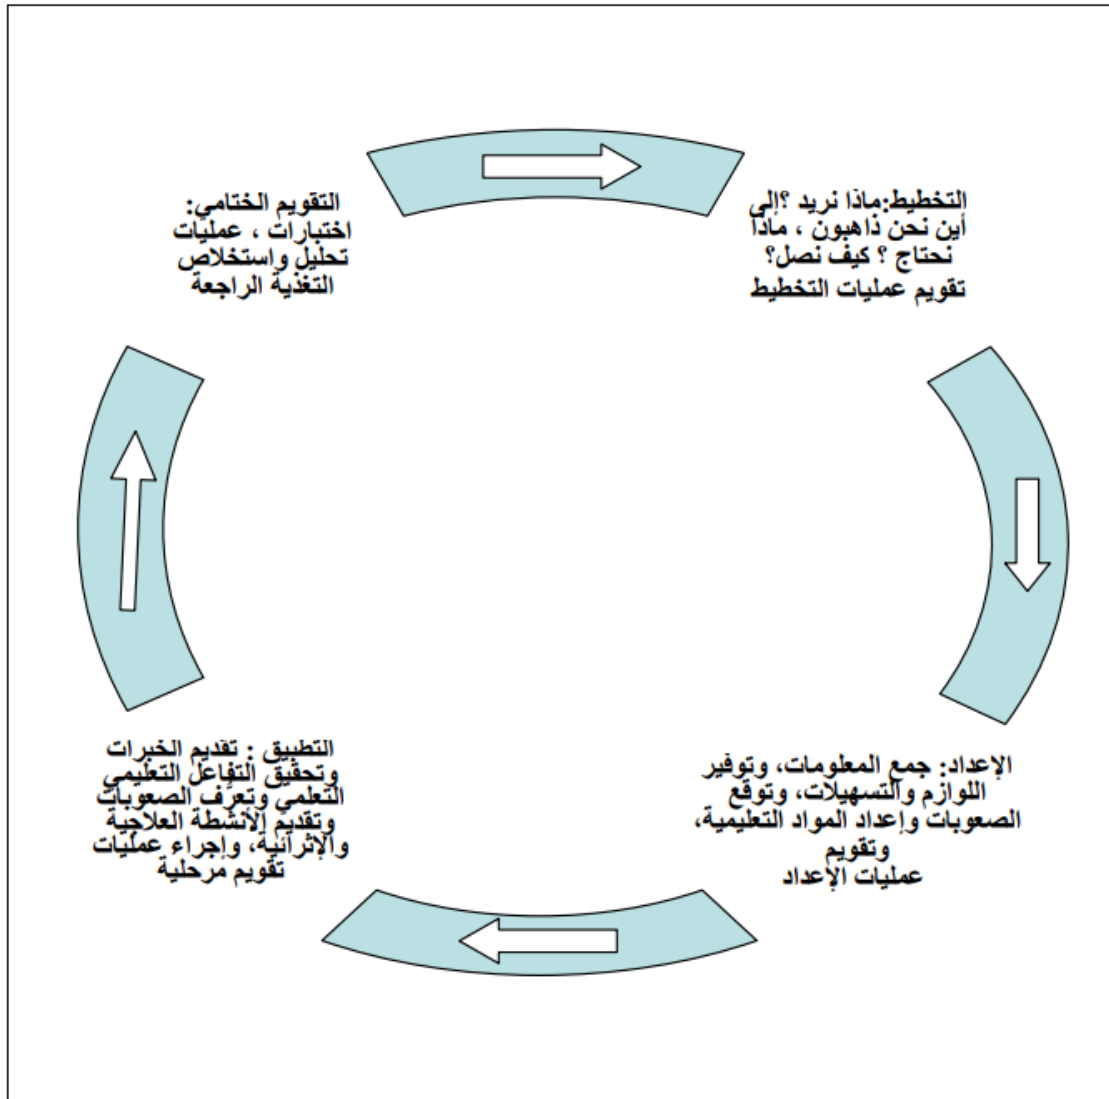 التخطيط:ماذا نريد ؟إلى
أين نحن ذاهبون ، ماذا
نحتاج ؟ كيف نصل؟
تقويم عمليات التخطيط
الإعداد: جمع المعلومات، وتوفير
اللوازم والتسهيلات، وتوقع
الصعوبات وإعداد المواد التعليمية،
وتقويم
عمليات الإعداد
التطبيق : تقديم الخبرات
وتحقيق التفاعل التعليمي
التعلمي وتعرُّف الصعوبات
وتقديم الأنشطة العلاجية
والإثرائية، وإجراء عمليات
تقويم مرحلية
التقويم الختامي:
اختبارات ، عمليات
تحليل واستخلاص
التغذية الراجعة